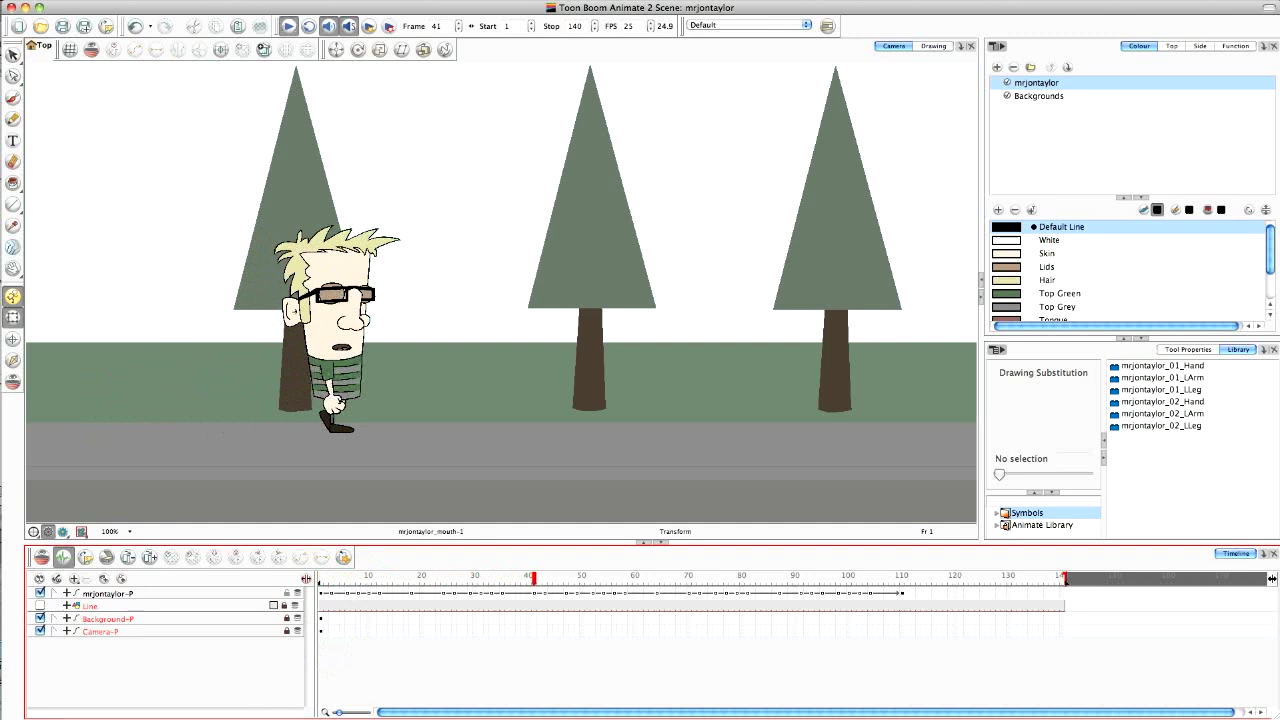 Toon Boom Animate 2 Scene: mrjontaylor
Frame 41 Start 1 Stop 140 FPS 25 24.9 Default
Top Camera Drawing
Colour Top Side Function
mrjontaylor
Backgrounds
Default Line
White
Skin
Lids
Hair
Top Green
Top Grey
Tongue
Tool Properties Library
Drawing Substitution
No selection
Symbols
Animate Library
mrjontaylor_01_Hand
mrjontaylor_01_LArm
mrjontaylor_01_LLeg
mrjontaylor_02_Hand
mrjontaylor_02_LArm
mrjontaylor_02_LLeg
T
100% mrjontaylor_mouth-1 Transform Fr 1
Timeline
10 20 30 40 50 60 70 80 90 100 110 120 130
mrjontaylor-P
Line
Background-P
Camera-P